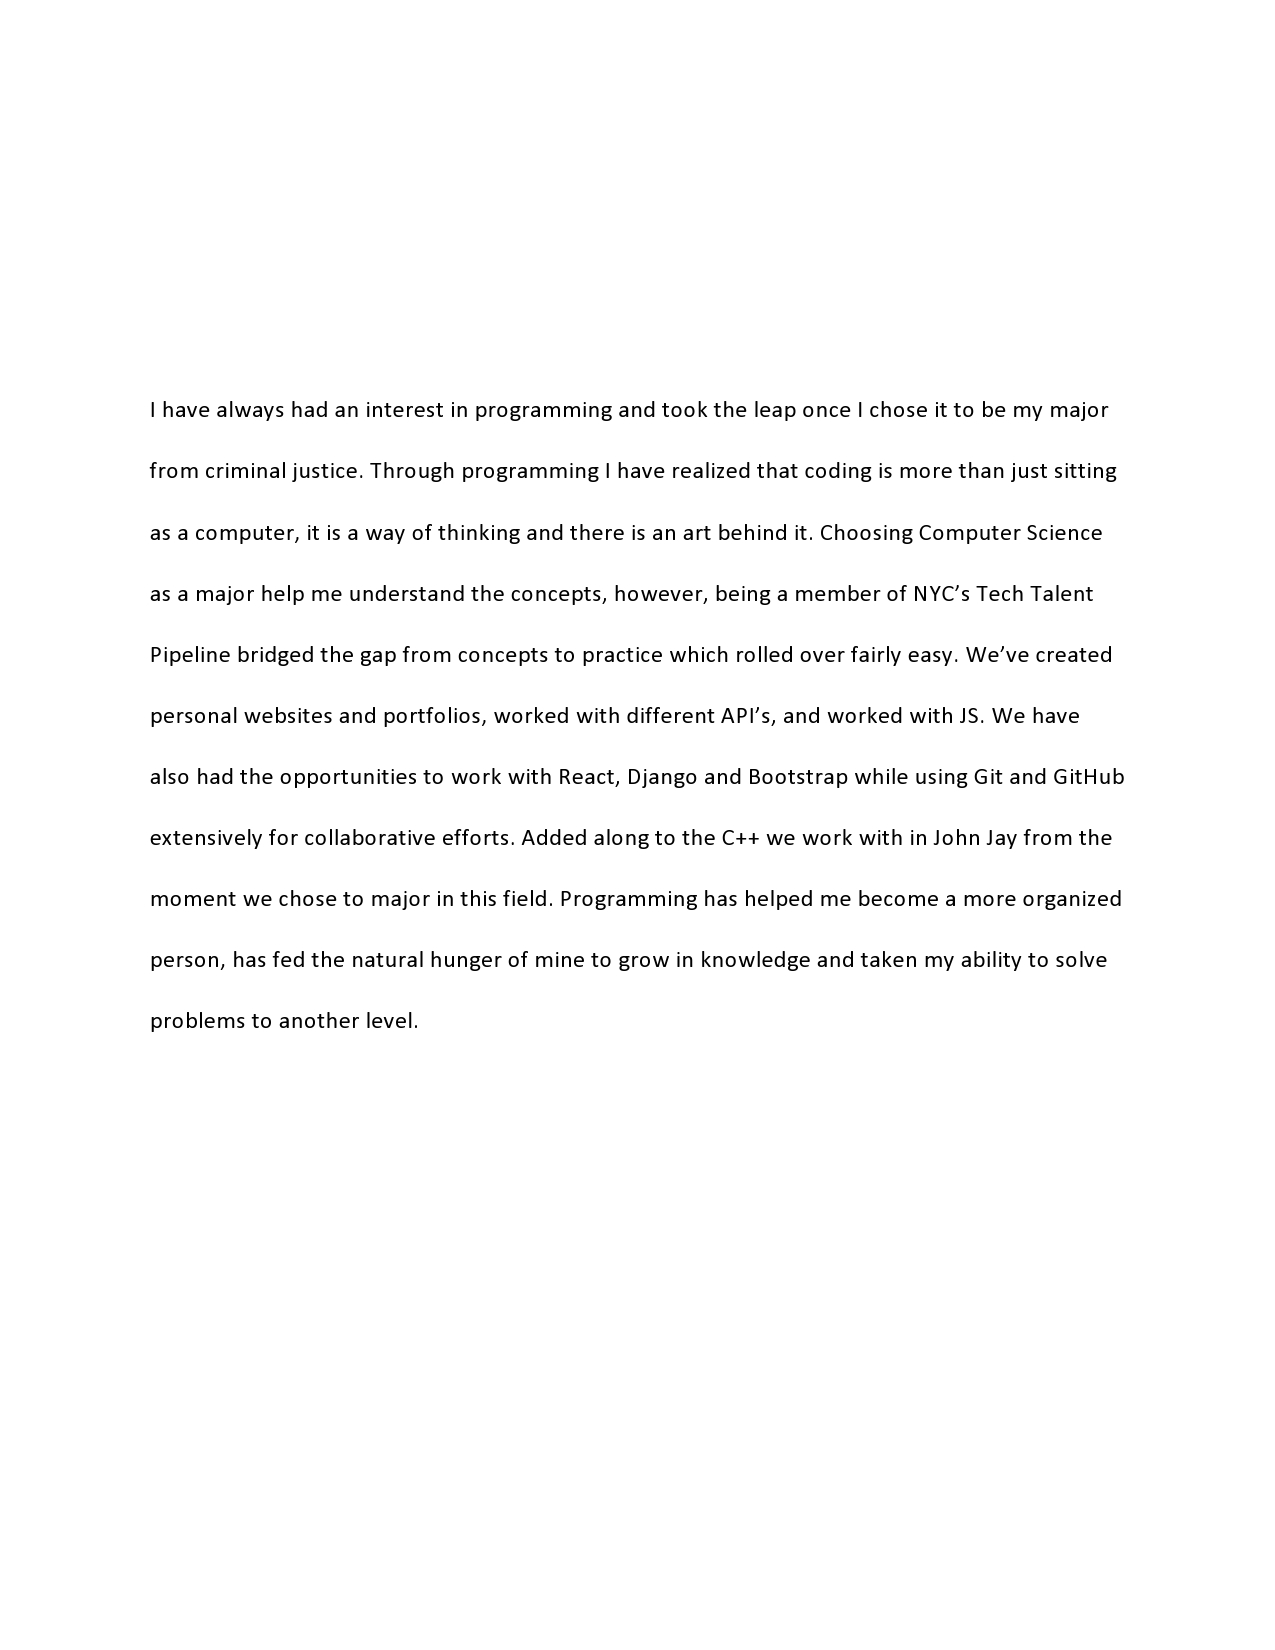 I have always had an interest in programming and took the leap once I chose it to be my major
from criminal justice. Through programming I have realized that coding is more than just sitting
as a computer, it is a way of thinking and there is an art behind it. Choosing Computer Science
as a major help me understand the concepts, however, being a member of NYC’s Tech Talent
Pipeline bridged the gap from concepts to practice which rolled over fairly easy. We’ve created
personal websites and portfolios, worked with different API’s, and worked with JS. We have
also had the opportunities to work with React, Django and Bootstrap while using Git and GitHub
extensively for collaborative efforts. Added along to the C++ we work with in John Jay from the
moment we chose to major in this field. Programming has helped me become a more organized
person, has fed the natural hunger of mine to grow in knowledge and taken my ability to solve
problems to another level.